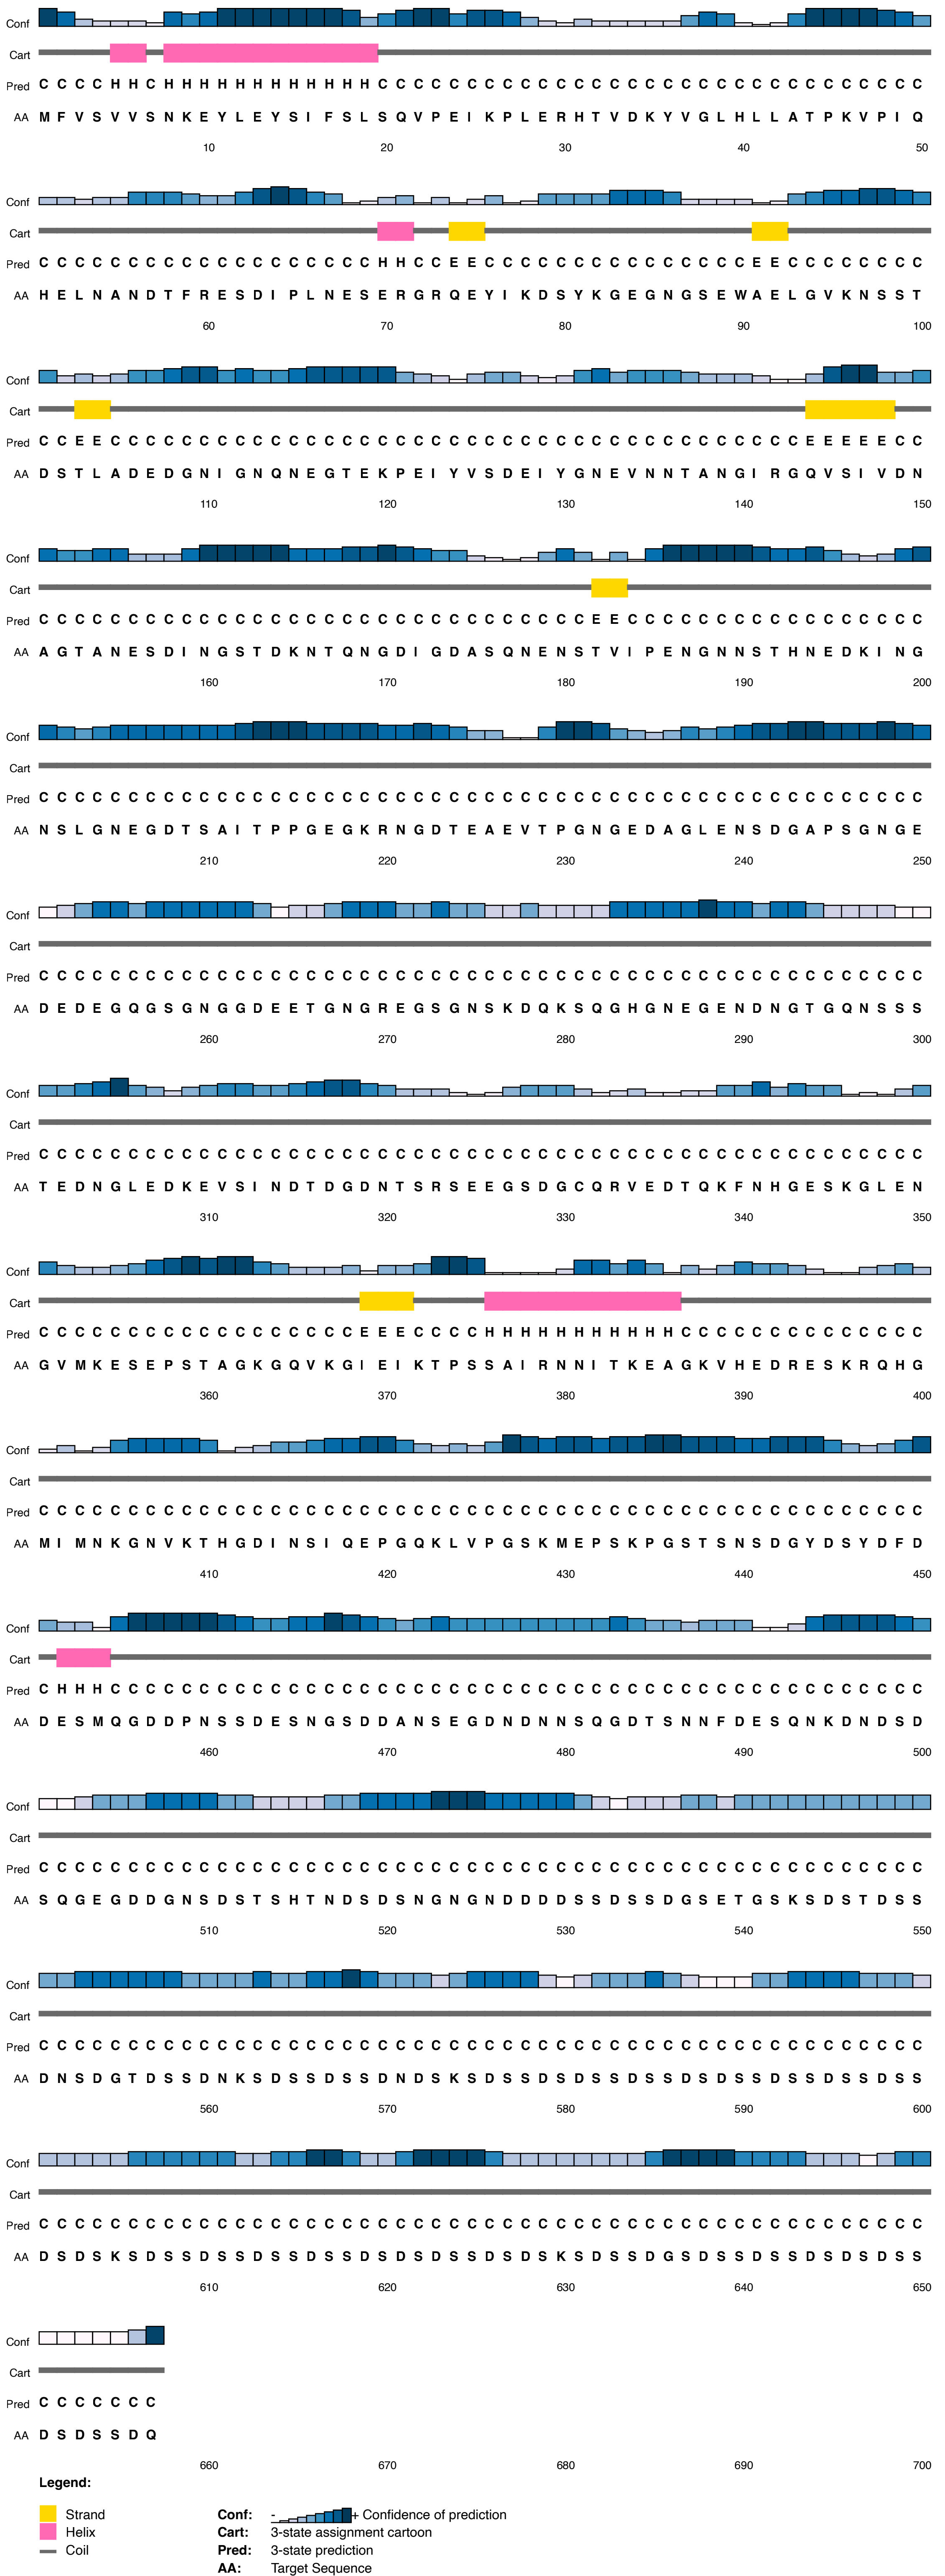 Conf
Cart
Pred C C C C H H C H H H H H H H H H H H H C C C C C C C C C C C C C C C C C C C C C C C C C C C C C C C
AA M F V S V V S N K E Y L E Y S I F S L S Q V P E I K P L E R H T V D K Y V G L H L L A T P K V P I Q
10 20 30 40 50
Conf
Cart
Pred C C C C C C C C C C C C C C C C C C C H H C C E E C C C C C C C C C C C C C C C E E C C C C C C C C
AA H E L N A N D T F R E S D I P L N E S E R G R Q E Y I K D S Y K G E G N G S E W A E L G V K N S S T
60 70 80 90 100
Conf
Cart
Pred C C E E C C C C C C C C C C C C C C C C C C C C C C C C C C C C C C C C C C C C C C C E E E E E C C
AA D S T L A D E D G N I G N Q N E G T E K P E I Y V S D E I Y G N E V N N T A N G I R G Q V S I V D N
110 120 130 140 150
Conf
Cart
Pred C C C C C C C C C C C C C C C C C C C C C C C C C C C C C C C E E C C C C C C C C C C C C C C C C C
AA A G T A N E S D I N G S T D K N T Q N G D I G D A S Q N E N S T V I P E N G N N S T H N E D K I N G
160 170 180 190 200
Conf
Cart
Pred C C C C C C C C C C C C C C C C C C C C C C C C C C C C C C C C C C C C C C C C C C C C C C C C C C
AA N S L G N E G D T S A I T P P G E G K R N G D T E A E V T P G N G E D A G L E N S D G A P S G N G E
210 220 230 240 250
Conf
Cart
Pred C C C C C C C C C C C C C C C C C C C C C C C C C C C C C C C C C C C C C C C C C C C C C C C C C C
AA D E D E G Q G S G N G G D E E T G N G R E G S G N S K D Q K S Q G H G N E G E N D N G T G Q N S S S
260 270 280 290 300
Conf
Cart
Pred C C C C C C C C C C C C C C C C C C C C C C C C C C C C C C C C C C C C C C C C C C C C C C C C C C
AA T E D N G L E D K E V S I N D T D G D N T S R S E E G S D G C Q R V E D T Q K F N H G E S K G L E N
310 320 330 340 350
Conf
Cart
Pred C C C C C C C C C C C C C C C C C C E E E C C C C H H H H H H H H H H H C C C C C C C C C C C C C C
AA G V M K E S E P S T A G K G Q V K G I E I K T P S S A I R N N I T K E A G K V H E D R E S K R Q H G
360 370 380 390 400
Conf
Cart
Pred C C C C C C C C C C C C C C C C C C C C C C C C C C C C C C C C C C C C C C C C C C C C C C C C C C
AA M I M N K G N V K T H G D I N S I Q E P G Q K L V P G S K M E P S K P G S T S N S D G Y D S Y D F D
410 420 430 440 450
Conf
Cart
Pred C H H H C C C C C C C C C C C C C C C C C C C C C C C C C C C C C C C C C C C C C C C C C C C C C C
AA D E S M Q G D D P N S S D E S N G S D D A N S E G D N D N N S Q G D T S N N F D E S Q N K D N D S D
460 470 480 490 500
Conf
Cart
Pred C C C C C C C C C C C C C C C C C C C C C C C C C C C C C C C C C C C C C C C C C C C C C C C C C C
AA S Q G E G D D G N S D S T S H T N D S D S N G N G N D D D D S S D S S D G S E T G S K S D S T D S S
510 520 530 540 550
Conf
Cart
Pred C C C C C C C C C C C C C C C C C C C C C C C C C C C C C C C C C C C C C C C C C C C C C C C C C C
AA D N S D G T D S S D N K S D S S D S S D N D S K S D S S D S D S S D S S D S D S S D S S D S S D S S
560 570 580 590 600
Conf
Cart
Pred C C C C C C C C C C C C C C C C C C C C C C C C C C C C C C C C C C C C C C C C C C C C C C C C C C
AA D S D S K S D S S D S S D S S D S S D S D S D S S D S D S K S D S S D G S D S S D S S D S D S D S S
610 620 630 640 650
Conf
Cart
Pred C C C C C C C
AA D S D S S D Q
660 670 680 690 700
Legend:
Strand
Helix
Coil
Conf: - + Confidence of prediction
Cart: 3-state assignment cartoon
Pred: 3-state prediction
AA: Target Sequence